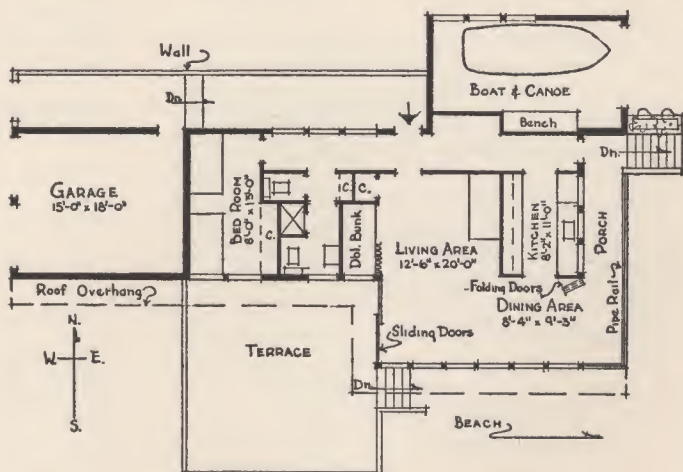 Wall
Dn.
BOAT & CANOE
Bench
Dn.
GARAGE
15'-0" x 18'-0"
BED ROOM
8'-0" x 13'-0"
C.
C.
C.
Dbl. Bunk
LIVING AREA
12'-6" x 20'-0"
KITCHEN
8'-2" x 11'-0"
PORCH
Folding Doors
DINING AREA
8'-4" x 9'-3"
Pipe Rail
Roof Overhang
N.
W. E.
S.
TERRACE
Sliding Doors
Dn.
BEACH